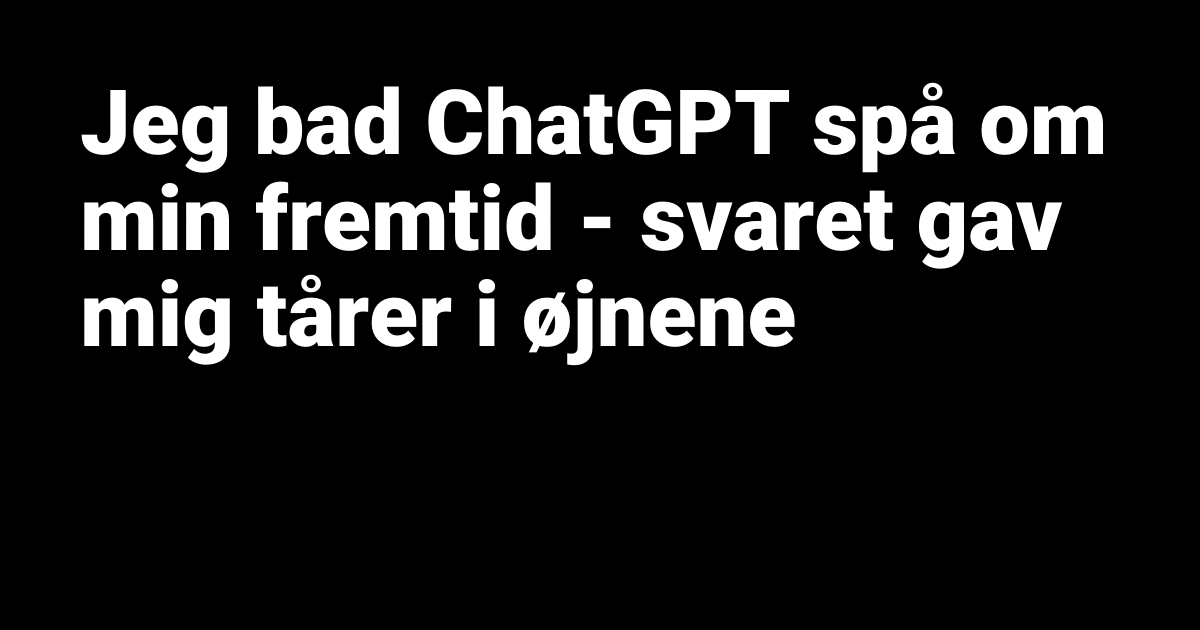 Jeg bad ChatGPT spå om
min fremtid - svaret gav
mig tårer i øjnene